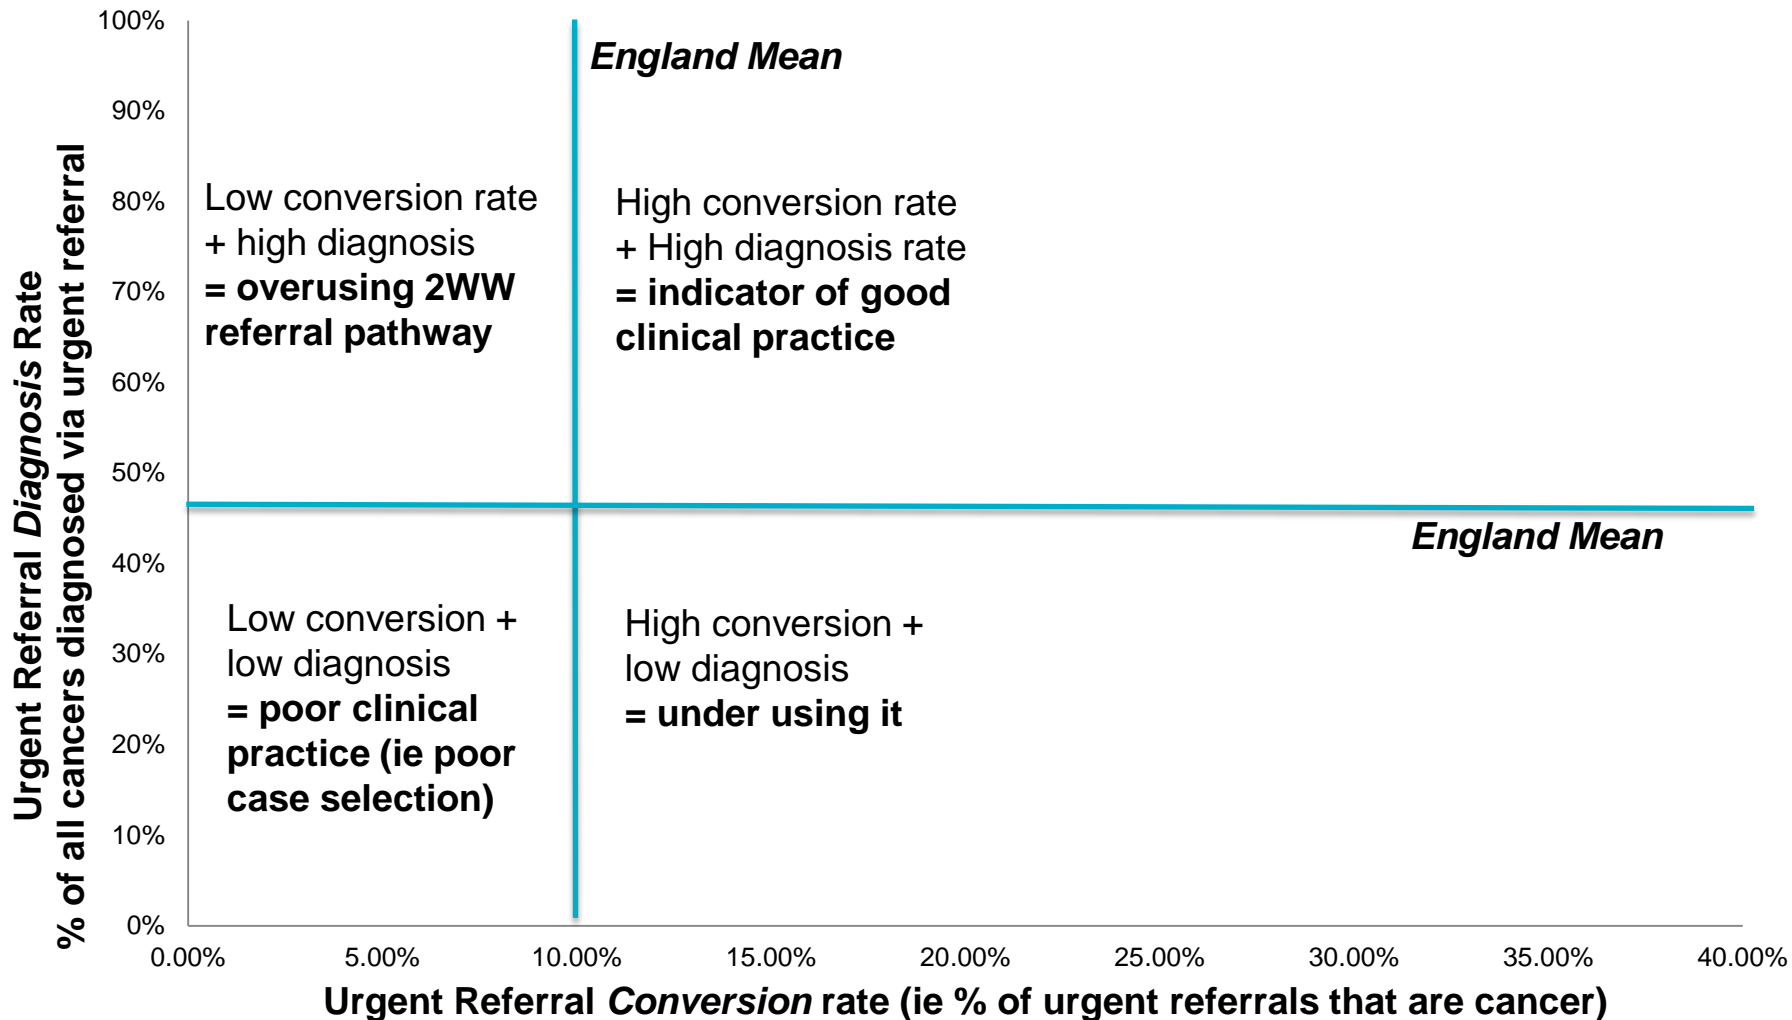 Urgent Referral Diagnosis Rate
% of all cancers diagnosed via urgent referral
100%
90%
80%
70%
60%
50%
40%
30%
20%
10%
0%
England Mean
Low conversion rate
+ high diagnosis
= overusing 2WW
referral pathway
High conversion rate
+ High diagnosis rate
= indicator of good
clinical practice
England Mean
Low conversion +
low diagnosis
= poor clinical
practice (ie poor
case selection)
High conversion +
low diagnosis
= under using it
0.00% 5.00% 10.00% 15.00% 20.00% 25.00% 30.00% 35.00% 40.00%
Urgent Referral Conversion rate (ie % of urgent referrals that are cancer)